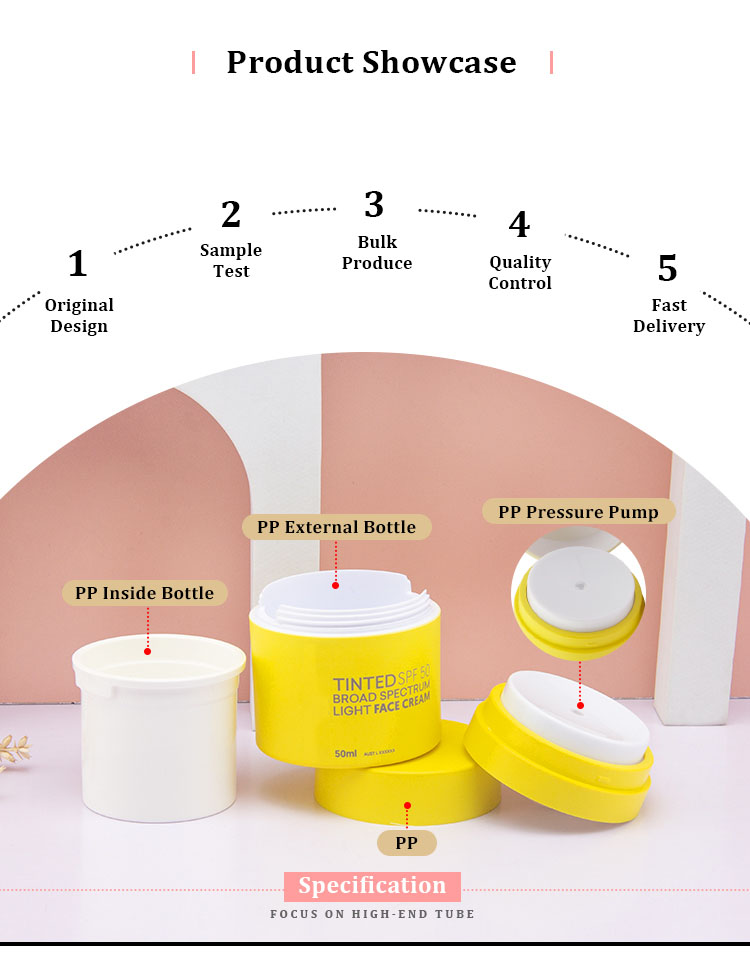 Product Showcase
1
Original
Design
2
Sample
Test
3
Bulk
Produce
4
Quality
Control
5
Fast
Delivery
PP Pressure Pump
PP External Bottle
PP Inside Bottle
TINTED SPF 50
BROAD SPECTRUM
LIGHT FACE CREAM
50ml
PP
Specification
FOCUS ON HIGH-END TUBE